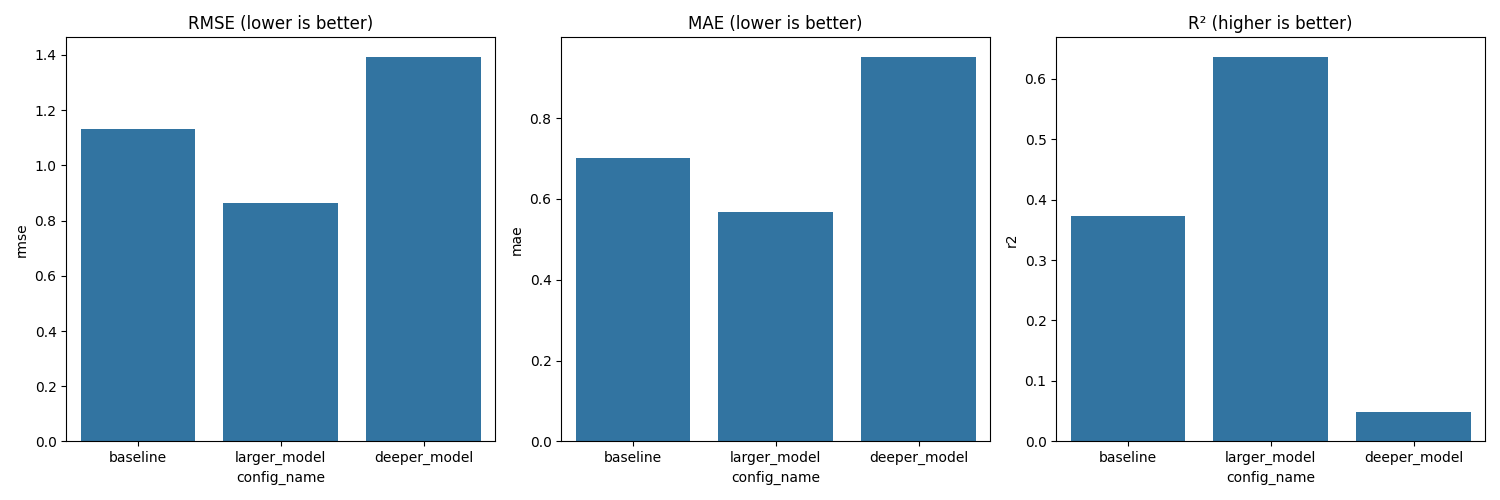 RMSE (lower is better)
1.4
1.2
1.0
0.8
0.6
0.4
0.2
0.0
rmse
baseline larger_model deeper_model
config_name
MAE (lower is better)
0.8
0.6
0.4
0.2
0.0
mae
baseline larger_model deeper_model
config_name
R² (higher is better)
0.6
0.5
0.4
0.3
0.2
0.1
0.0
r2
baseline larger_model deeper_model
config_name